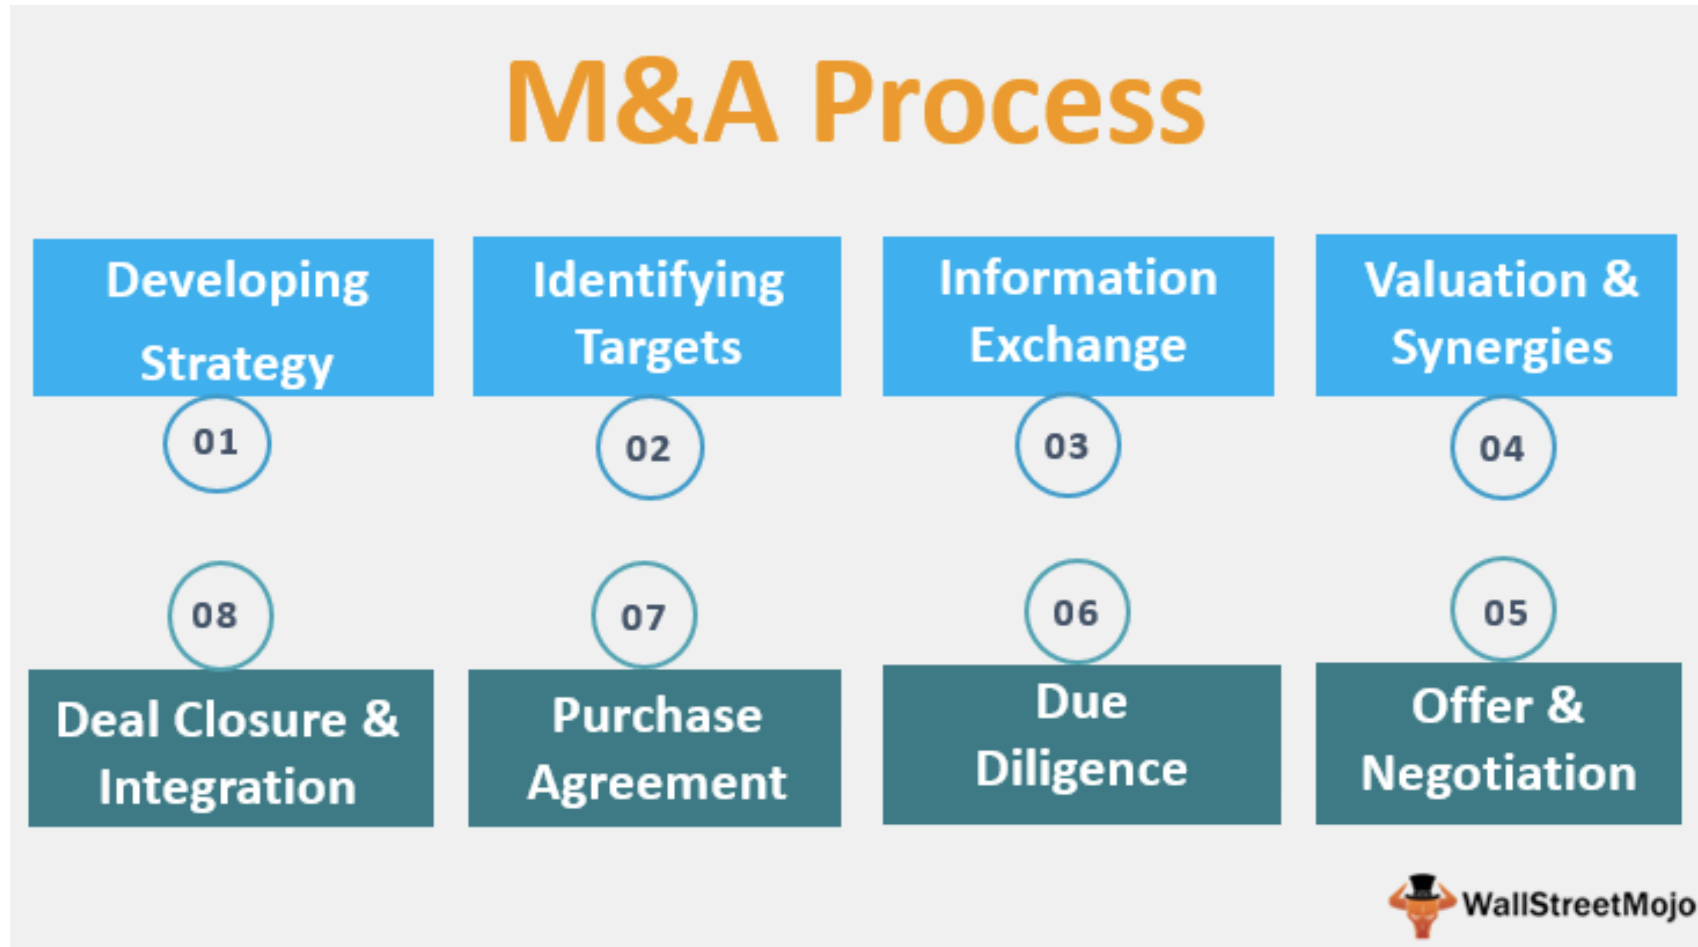 M&A Process
Developing
Strategy
01
Identifying
Targets
02
Information
Exchange
03
Valuation &
Synergies
04
05
Offer &
Negotiation
06
Due
Diligence
07
Purchase
Agreement
08
Deal Closure &
Integration
WallStreetMojo